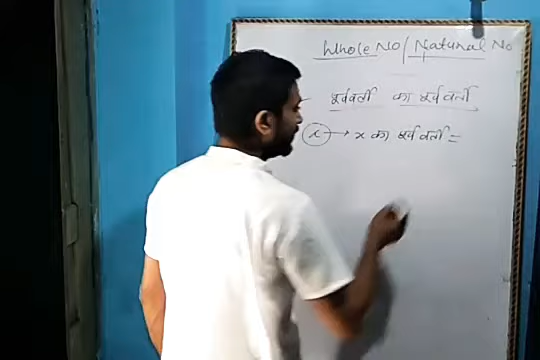 Whole No / Natural No
पूर्ववर्ती का पूर्ववर्ती
x → x का पूर्ववर्ती =